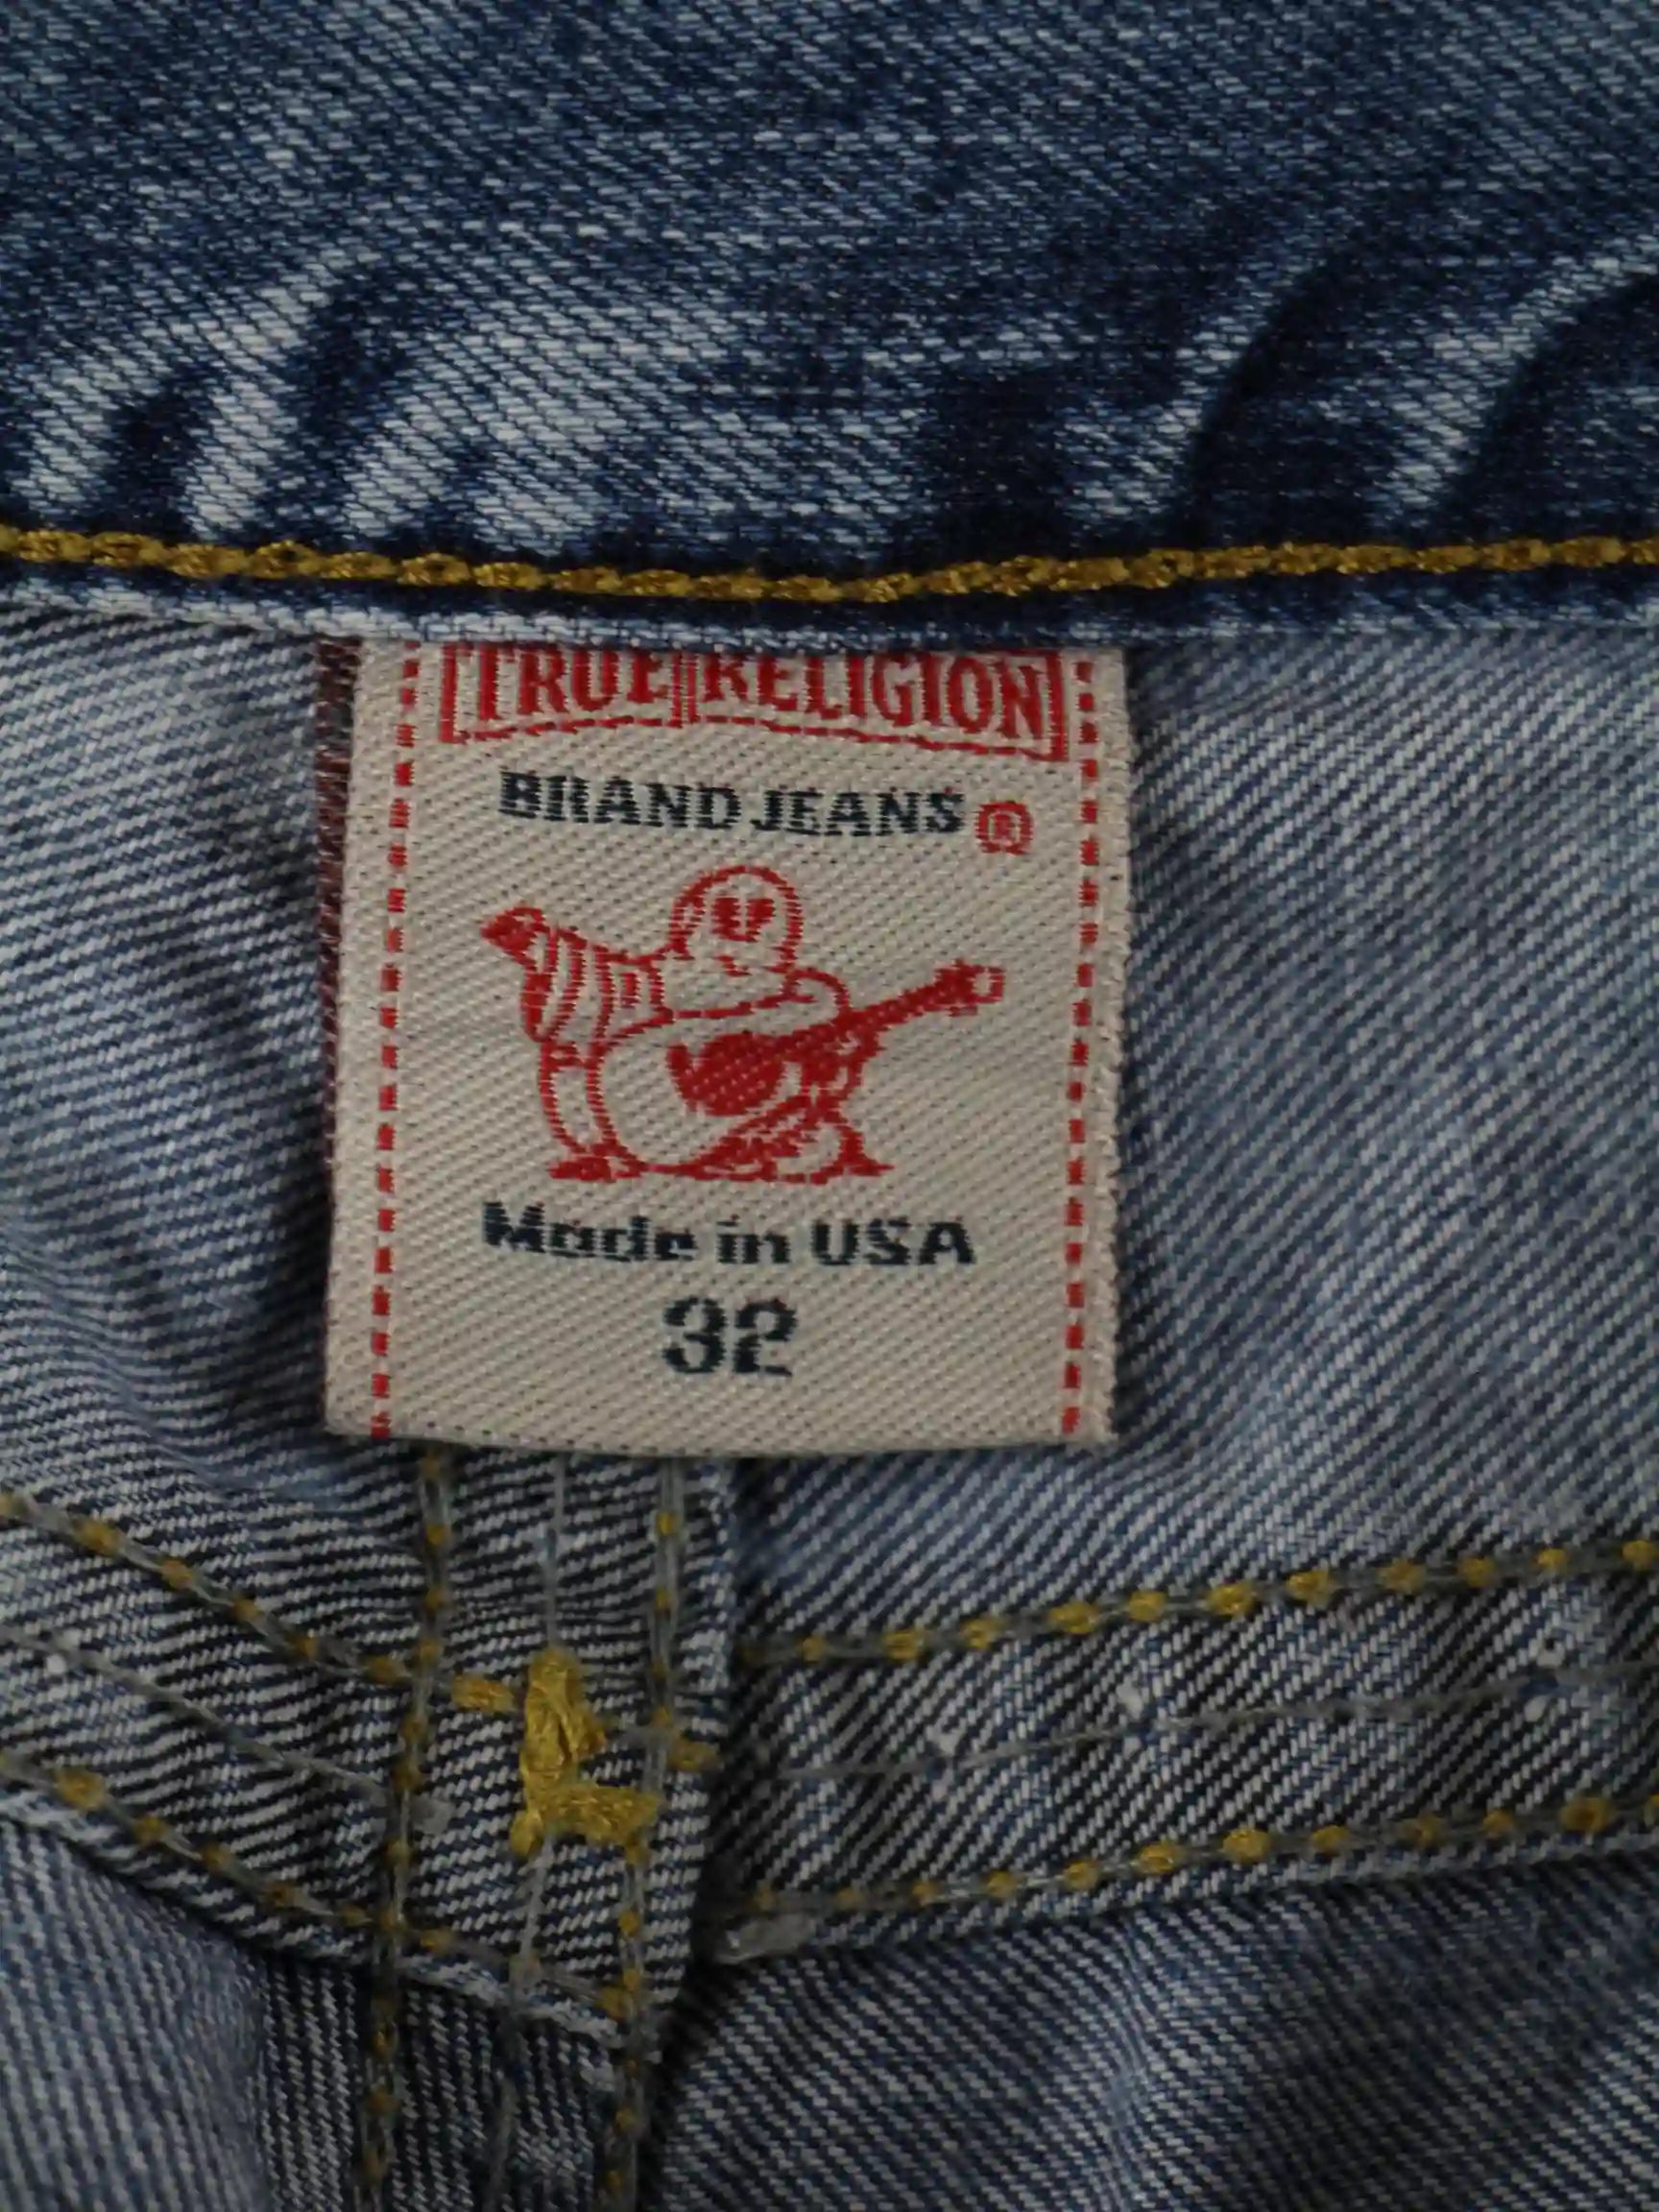 TRUE RELIGION
BRAND JEANS ®
Made in USA
32